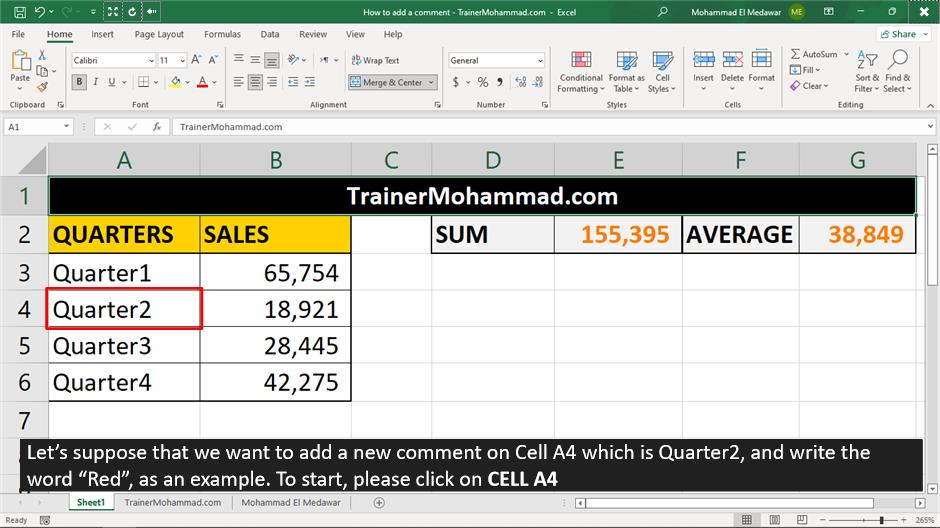 How to add a comment - TrainerMohammad.com - Excel
Mohammad El Medawar ME
File Home Insert Page Layout Formulas Data Review View Help Share
Paste
Clipboard
Calibri 11 A A
B I U A
Font
Wrap Text
Merge & Center
Alignment
General
$ % ,
Number
Conditional Formatting
Format as Table
Cell Styles
Styles
Insert Delete Format
Cells
AutoSum
Fill
Clear
Sort & Filter
Find & Select
Editing
A1 fx TrainerMohammad.com
A B C D E F G
1 TrainerMohammad.com
2 QUARTERS SALES SUM 155,395 AVERAGE 38,849
3 Quarter1 65,754
4 Quarter2 18,921
5 Quarter3 28,445
6 Quarter4 42,275
7
Let’s suppose that we want to add a new comment on Cell A4 which is Quarter2, and write the
word “Red”, as an example. To start, please click on CELL A4
Sheet1 TrainerMohammad.com Mohammad El Medawar
Ready 265%